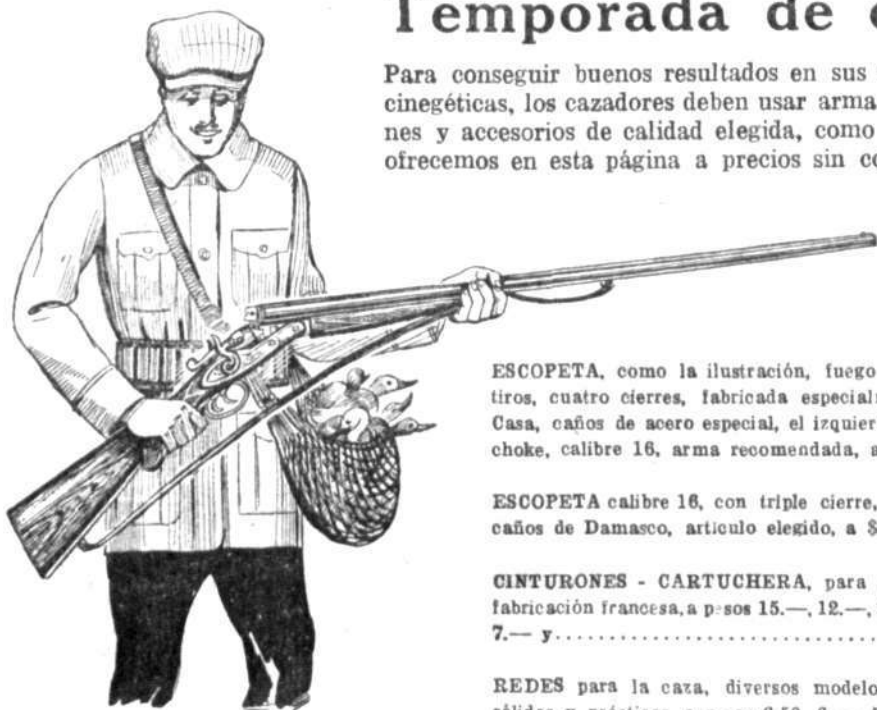 Temporada de
Para conseguir buenos resultados en sus
cinegéticas, los cazadores deben usar arma
nes y accesorios de calidad elegida, como
ofrecemos en esta página a precios sin co
ESCOPETA, como la ilustración, fuego
tiros, cuatro cierres, fabricada especial
Casa, caños de acero especial, el izquier
choke, calibre 16, arma recomendada, a
ESCOPETA calibre 16, con triple cierre,
caños de Damasco, artículo elegido, a $
CINTURONES - CARTUCHERA, para
fabricación francesa, a pesos 15.—, 12.—,
7.— y..............................
REDES para la caza, diversos modelo